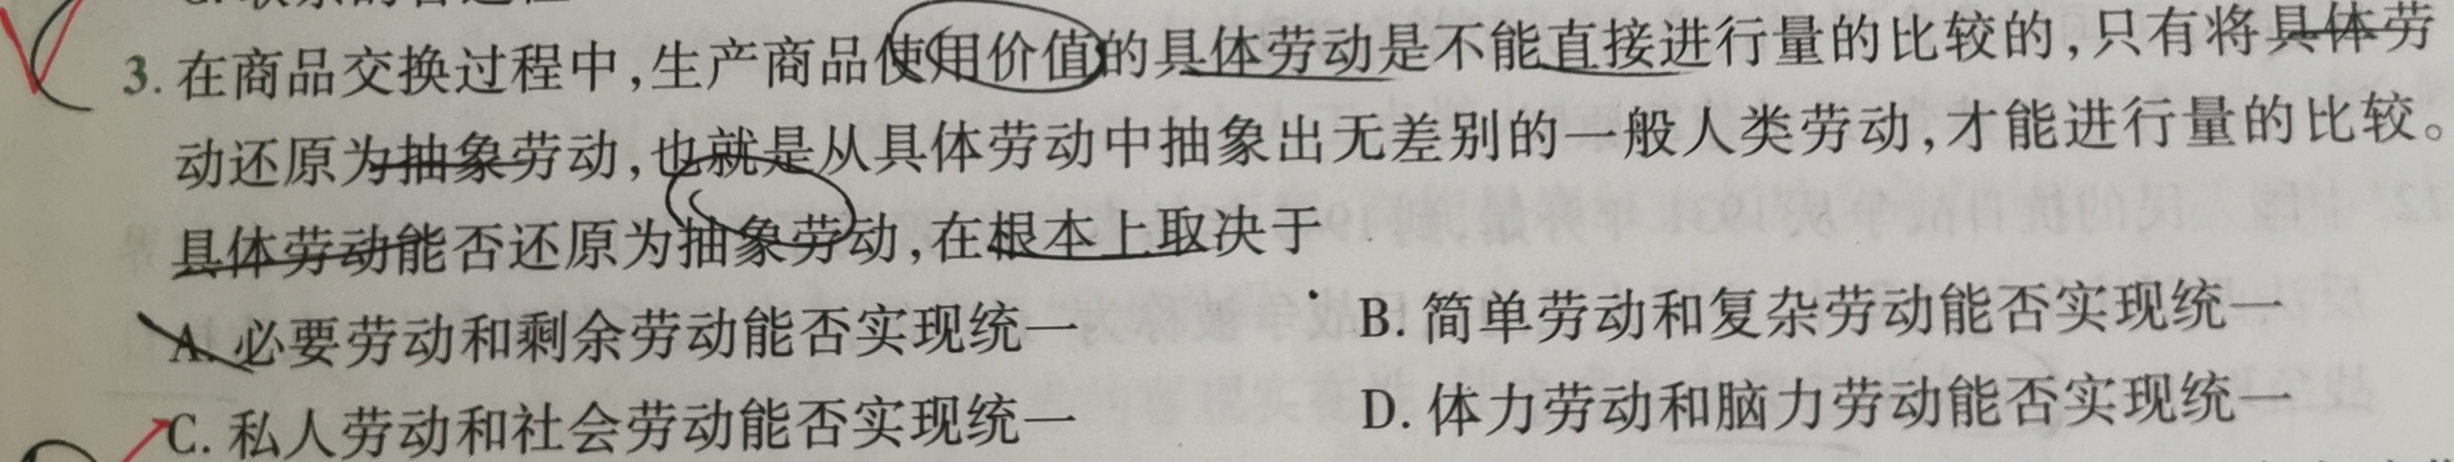 3. 在商品交换过程中,生产商品使用价值的具体劳动是不能直接进行量的比较的,只有将具体劳
动还原为抽象劳动,也就是从具体劳动中抽象出无差别的一般人类劳动,才能进行量的比较。
具体劳动能否还原为抽象劳动,在根本上取决于
A. 必要劳动和剩余劳动能否实现统一 B. 简单劳动和复杂劳动能否实现统一
C. 私人劳动和社会劳动能否实现统一 D. 体力劳动和脑力劳动能否实现统一